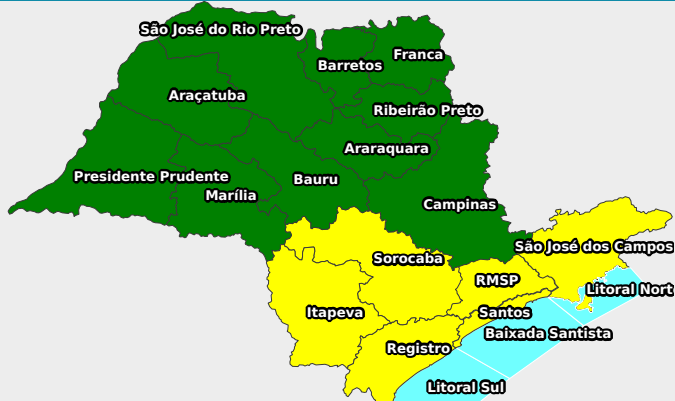 São José do Rio Preto
Franca
Barretos
Araçatuba
Ribeirão Preto
Araraquara
Presidente Prudente
Bauru
Marília
Campinas
São José dos Campos
Sorocaba
RMSP
Litoral Nort
Itapeva
Santos
Baixada Santista
Registro
Litoral Sul